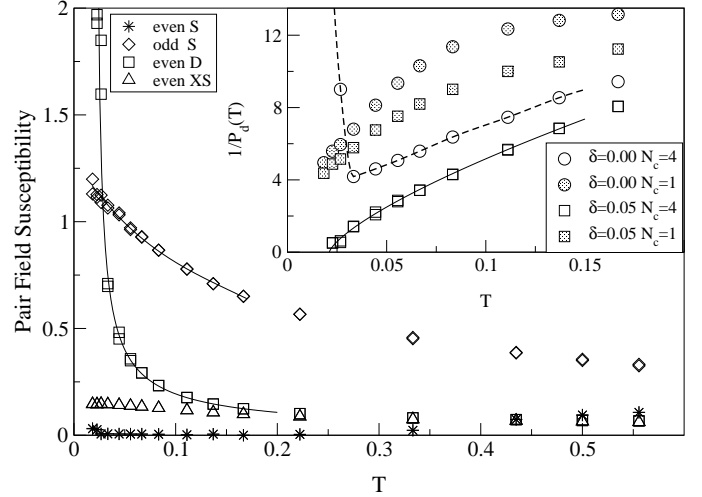 Pair Field Susceptibility
2
1.5
1
0.5
0
0
0.1
0.2
0.3
0.4
0.5
T
even S
odd S
even D
even XS
1/P_d(T)
12
8
4
0
0
0.05
0.1
0.15
T
δ=0.00 N_c=4
δ=0.00 N_c=1
δ=0.05 N_c=4
δ=0.05 N_c=1